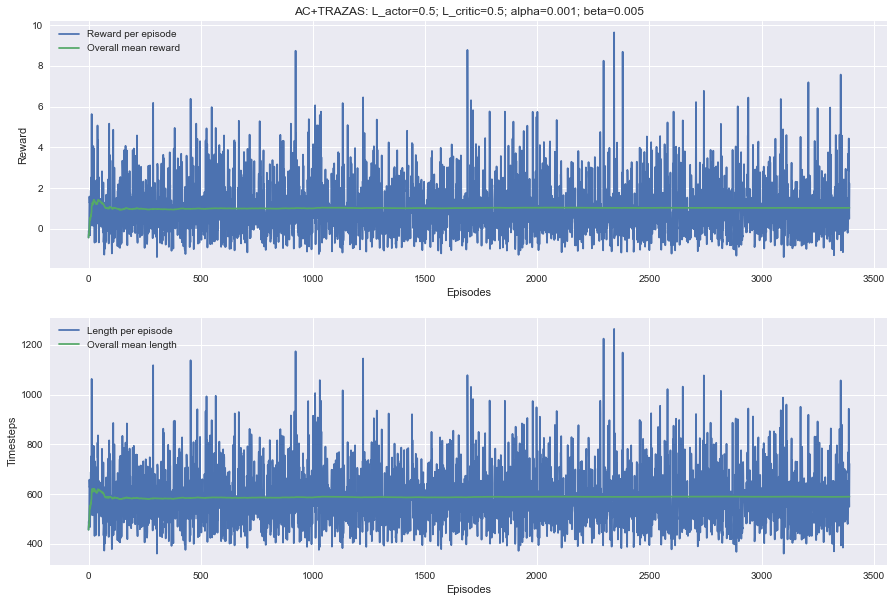 AC+TRAZAS: L_actor=0.5; L_critic=0.5; alpha=0.001; beta=0.005
10
8
6
4
2
0
Reward
Reward per episode
Overall mean reward
0 500 1000 1500 2000 2500 3000 3500
Episodes
1200
1000
800
600
400
Timesteps
Length per episode
Overall mean length
0 500 1000 1500 2000 2500 3000 3500
Episodes